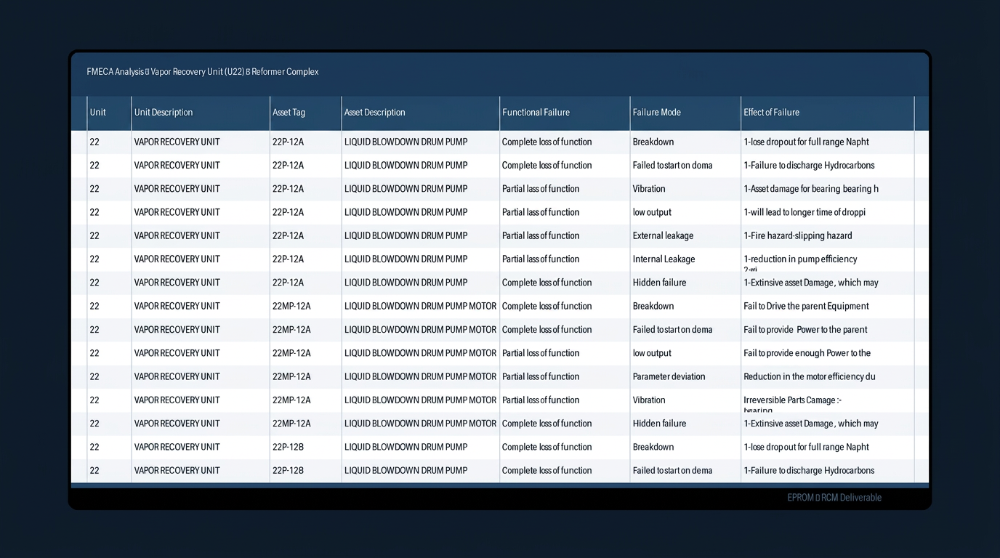 FMECA Analysis Vapor Recovery Unit (U22) Reformer Complex
Unit Unit Description Asset Tag Asset Description Functional Failure Failure Mode Effect of Failure
22 VAPOR RECOVERY UNIT 22P-12A LIQUID BLOWDOWN DRUM PUMP Complete loss of function Breakdown 1-lose dropout for full range Napht
22 VAPOR RECOVERY UNIT 22P-12A LIQUID BLOWDOWN DRUM PUMP Complete loss of function Failed to start on doma 1-Failure to discharge Hydrocarbons
22 VAPOR RECOVERY UNIT 22P-12A LIQUID BLOWDOWN DRUM PUMP Partial lass of function Vibration 1-Asset damage for bearing bearing h
22 VAPOR RECOVERY UNIT 22P-12A LIQUID BLOWDOWN DRUM PUMP Partial lass of function low output 1-will lead to longer time of droppi
22 VAPOR RECOVERY UNIT 22P-12A LIQUID BLOWDOWN DRUM PUMP Partial lass of function External leakage 1-Fire hazard-slipping hazard
22 VAPOR RECOVERY UNIT 22P-12A LIQUID BLOWDOWN DRUM PUMP Partial lass of function Internal Leakage 1-reduction in pump efficiency
2-wi
22 VAPOR RECOVERY UNIT 22P-12A LIQUID BLOWDOWN DRUM PUMP Complete loss of function Hidden failure 1-Extinsive asset Damage, which may
22 VAPOR RECOVERY UNIT 22MP-12A LIQUID BLOWDOWN DRUM PUMP MOTOR Complete loss of function Breakdown Fail to Drive the parent Equipment
22 VAPOR RECOVERY UNIT 22MP-12A LIQUID BLOWDOWN DRUM PUMP MOTOR Complete loss of function Failed to start on dema Fail to provide Power to the parent
22 VAPOR RECOVERY UNIT 22MP-12A LIQUID BLOWDOWN DRUM PUMP MOTOR Partial loss of function low output Fail to provide enough Power to the
22 VAPOR RECOVERY UNIT 22MP-12A LIQUID BLOWDOWN DRUM PUMP MOTOR Partial loss of function Parameter deviation Reduction in the motor efficiency du
22 VAPOR RECOVERY UNIT 22MP-12A LIQUID BLOWDOWN DRUM PUMP MOTOR Partial loss of function Vibration Irreversible Parts Camage :-
bearing
22 VAPOR RECOVERY UNIT 22MP-12A LIQUID BLOWDOWN DRUM PUMP MOTOR Complete loss of function Hidden failure 1-Extinsive asset Damage, which may
22 VAPOR RECOVERY UNIT 22P-12B LIQUID BLOWDOWN DRUM PUMP Complete loss of function Breakdown 1-lose dropout for full range Napht
22 VAPOR RECOVERY UNIT 22P-12B LIQUID BLOWDOWN DRUM PUMP Complete loss of function Failed to start on dema 1-Failure to discharge Hydrocarbons
EPROM RCM Deliverable